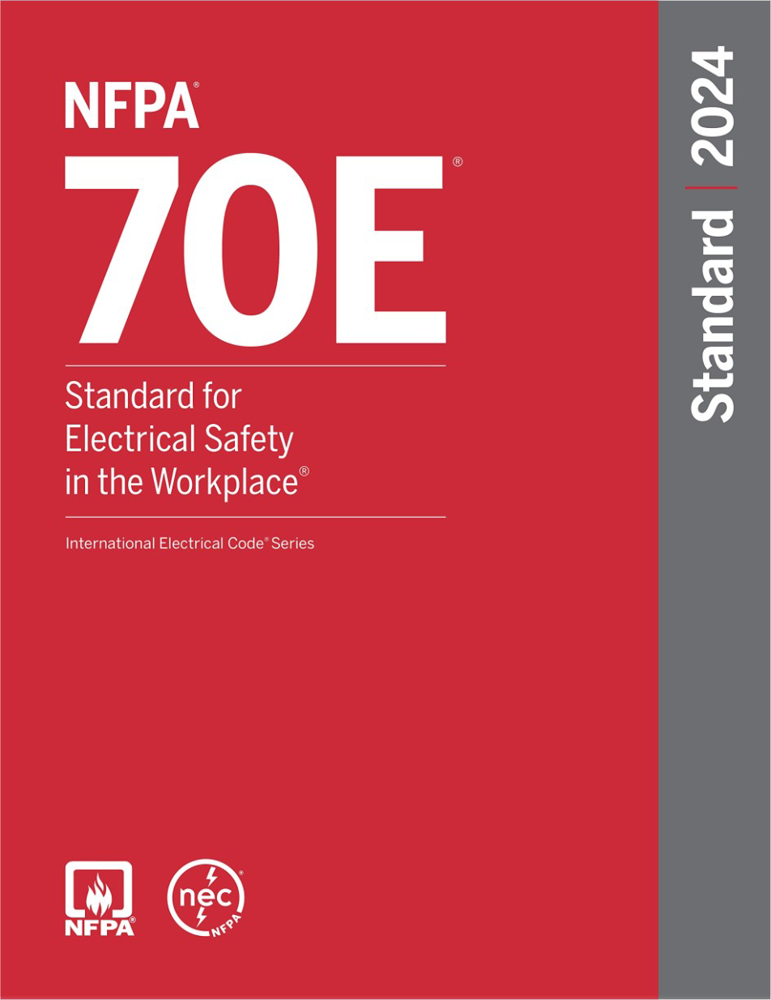 NFPA®
70E®
Standard for
Electrical Safety
in the Workplace®
International Electrical Code® Series
Standard | 2024
NFPA®
nec®
NFPA